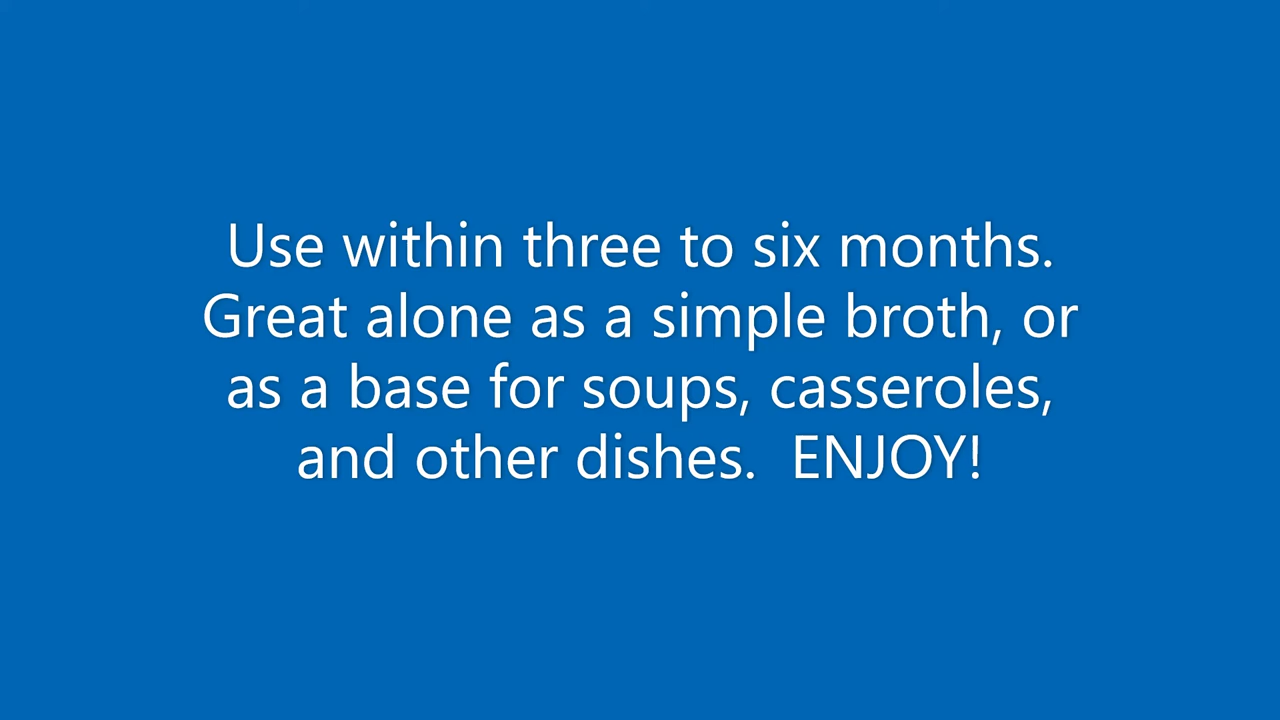 Use within three to six months.
Great alone as a simple broth, or
as a base for soups, casseroles,
and other dishes.  ENJOY!